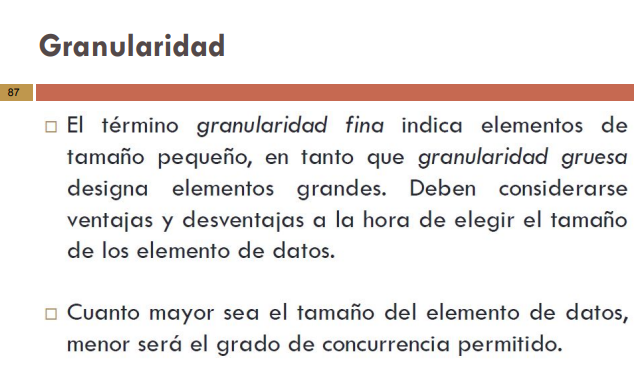 Granularidad
87
El término granularidad fina indica elementos de
tamaño pequeño, en tanto que granularidad gruesa
designa elementos grandes. Deben considerarse
ventajas y desventajas a la hora de elegir el tamaño
de los elemento de datos.
Cuanto mayor sea el tamaño del elemento de datos,
menor será el grado de concurrencia permitido.